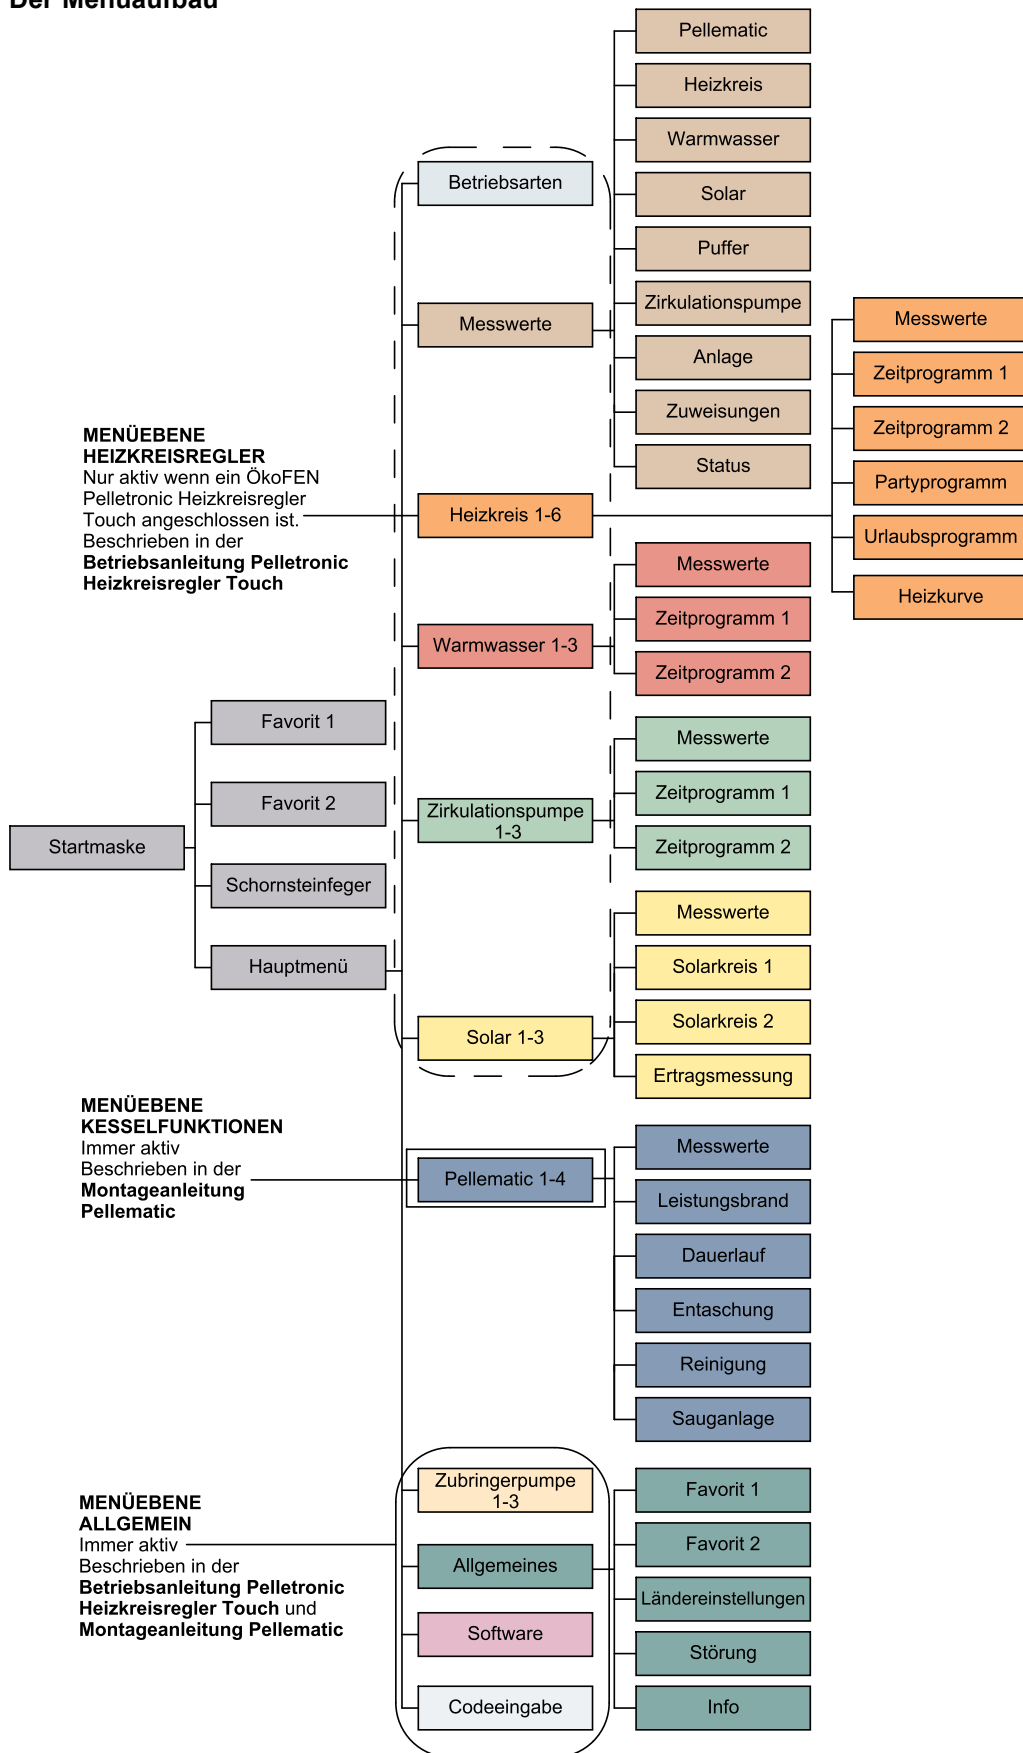 Der Menüaufbau
Pellematic
Heizkreis
Warmwasser
Solar
Puffer
Zirkulationspumpe
Anlage
Zuweisungen
Status
Betriebsarten
Messwerte
Messwerte
Zeitprogramm 1
Zeitprogramm 2
Partyprogramm
Urlaubsprogramm
Heizkurve
MENÜEBENE
HEIZKREISREGLER
Nur aktiv wenn ein ÖkoFEN
Pelletronic Heizkreisregler
Touch angeschlossen ist.
Beschrieben in der
Betriebsanleitung Pelletronic
Heizkreisregler Touch
Heizkreis 1-6
Warmwasser 1-3
Messwerte
Zeitprogramm 1
Zeitprogramm 2
Favorit 1
Favorit 2
Startmaske
Schornsteinfeger
Hauptmenü
Zirkulationspumpe
1-3
Messwerte
Zeitprogramm 1
Zeitprogramm 2
Solar 1-3
Messwerte
Solarkreis 1
Solarkreis 2
Ertragsmessung
MENÜEBENE
KESSELFUNKTIONEN
Immer aktiv
Beschrieben in der
Montageanleitung
Pellematic
Pellematic 1-4
Messwerte
Leistungsbrand
Dauerlauf
Entaschung
Reinigung
Sauganlage
MENÜEBENE
ALLGEMEIN
Immer aktiv
Beschrieben in der
Betriebsanleitung Pelletronic
Heizkreisregler Touch und
Montageanleitung Pellematic
Zubringerpumpe
1-3
Allgemeines
Software
Codeeingabe
Favorit 1
Favorit 2
Ländereinstellungen
Störung
Info